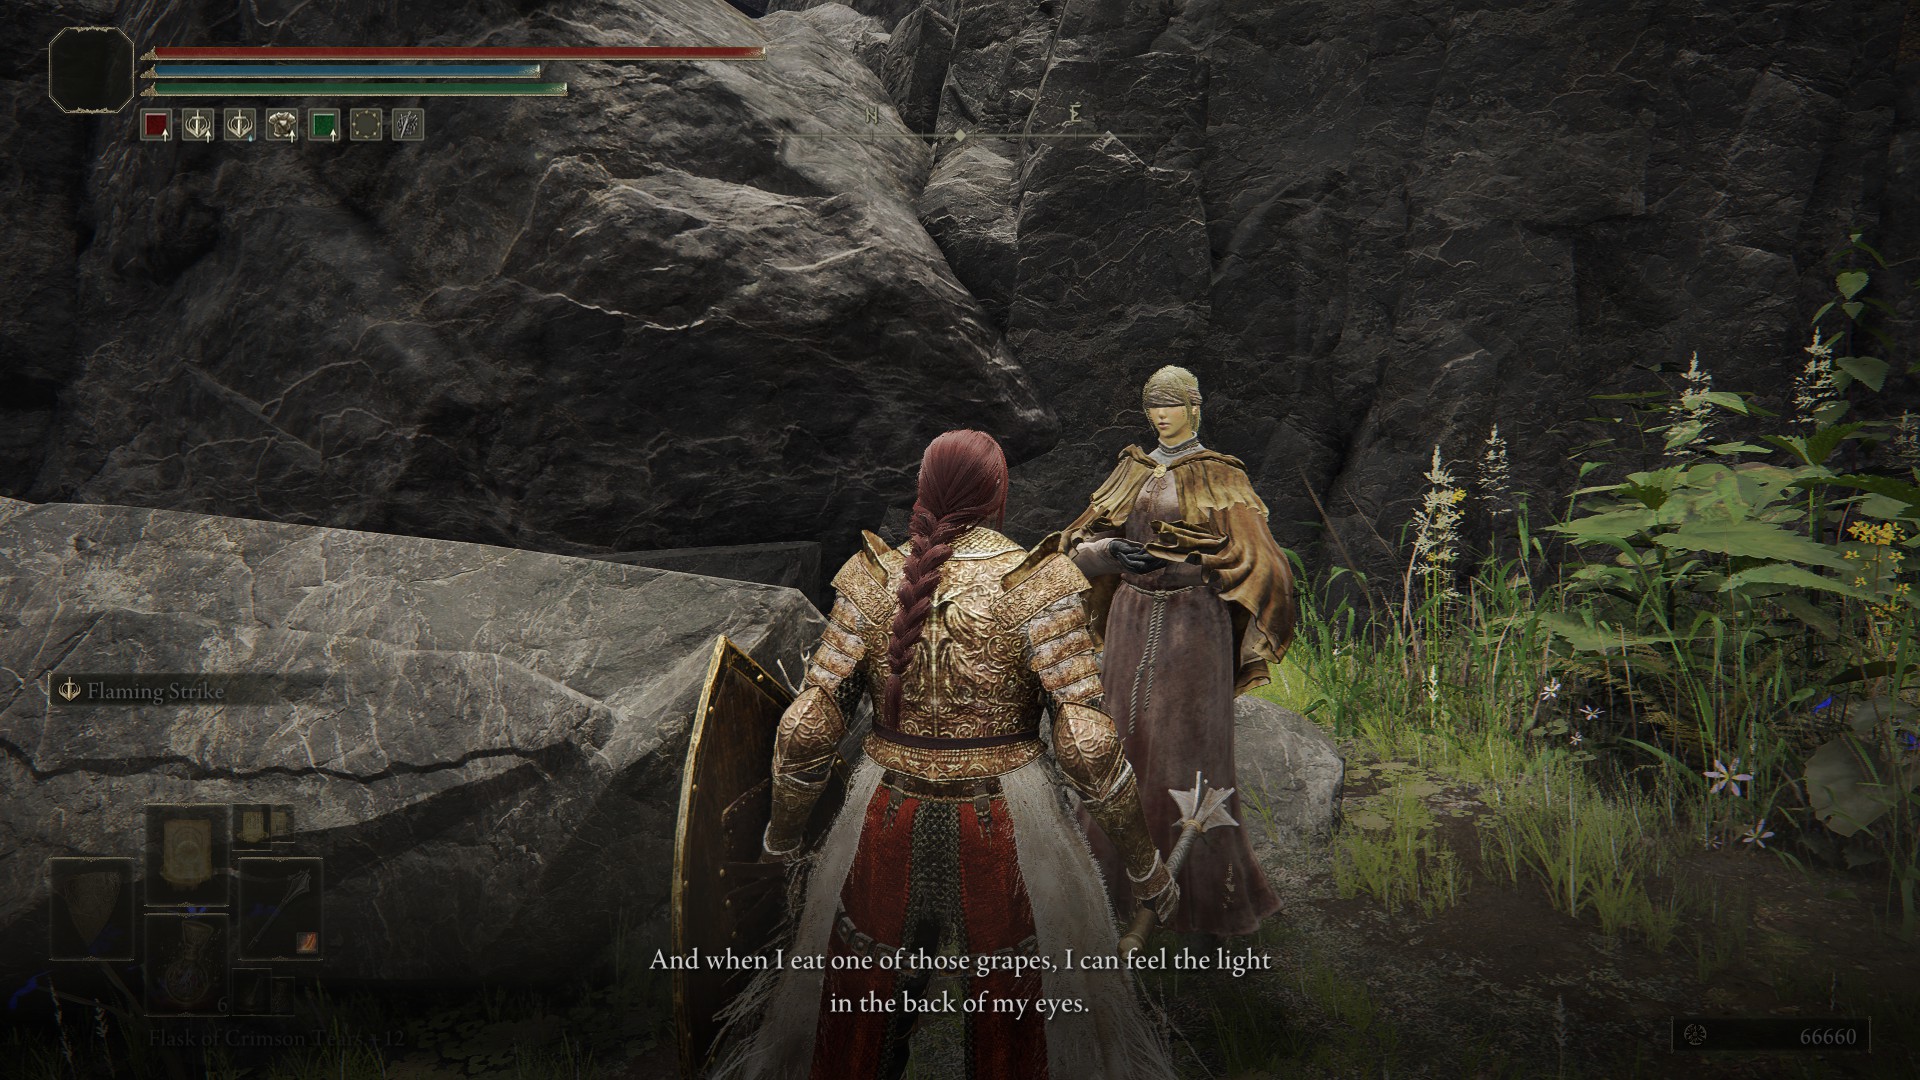 N
E
Flaming Strike
6
Flask of Crimson Tears +12
And when I eat one of those grapes, I can feel the light
in the back of my eyes.
66660